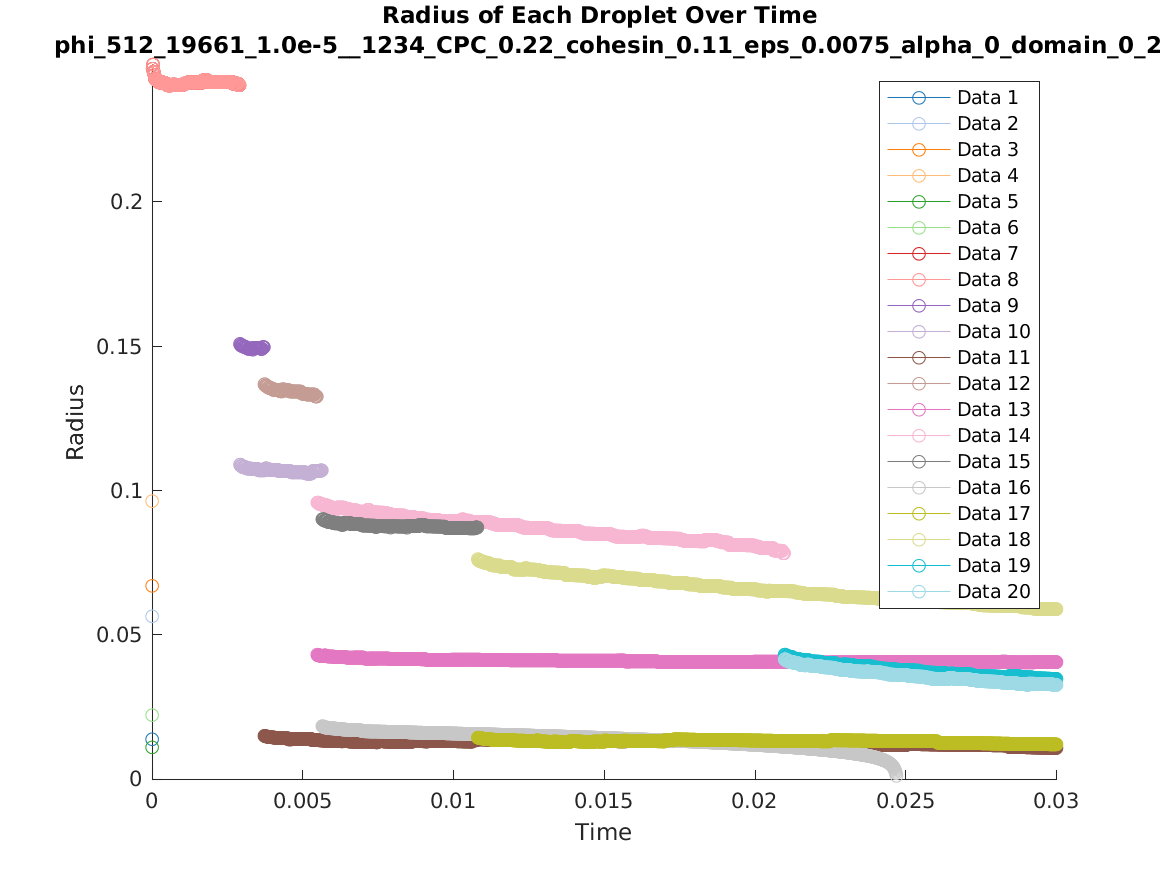 Radius of Each Droplet Over Time
phi_512_19661_1.0e-5__1234_CPC_0.22_cohesin_0.11_eps_0.0075_alpha_0_domain_0_2
Data 1
Data 2
Data 3
Data 4
Data 5
Data 6
Data 7
Data 8
Data 9
Data 10
Data 11
Data 12
Data 13
Data 14
Data 15
Data 16
Data 17
Data 18
Data 19
Data 20
0.2
0.15
0.1
0.05
0
Radius
0
0.005
0.01
0.015
0.02
0.025
0.03
Time